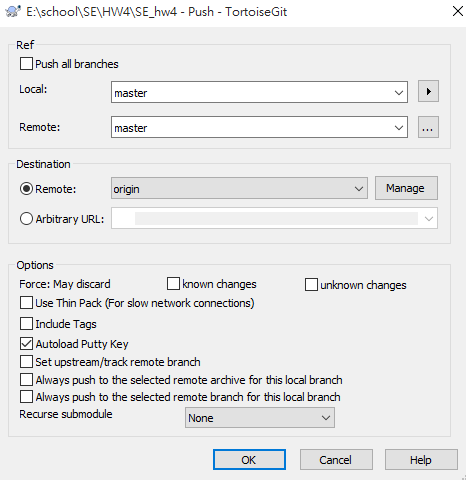 E:\school\SE\HW4\SE_hw4 - Push - TortoiseGit
Ref
Push all branches
Local:
master
Remote:
master
...
Destination
Remote:
origin
Manage
Arbitrary URL:
Options
Force: May discard
known changes
unknown changes
Use Thin Pack (For slow network connections)
Include Tags
Autoload Putty Key
Set upstream/track remote branch
Always push to the selected remote archive for this local branch
Always push to the selected remote branch for this local branch
Recurse submodule
None
OK
Cancel
Help